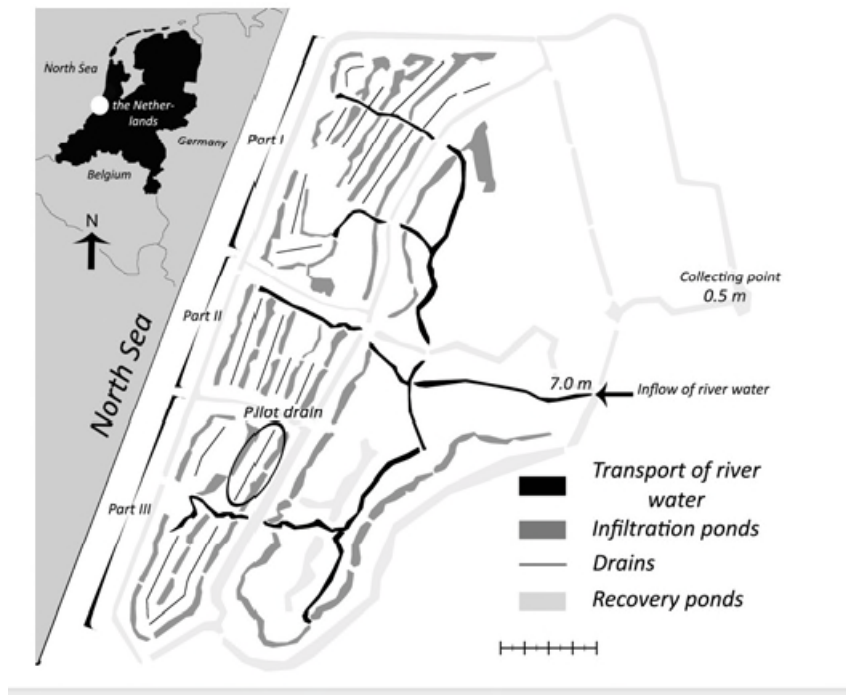 North Sea
the Nether-
lands
Germany
Belgium
N
North Sea
Part I
Part II
Part III
Pilot drain
Collecting point
0.5 m
7.0 m
Inflow of river water
Transport of river
water
Infiltration ponds
Drains
Recovery ponds